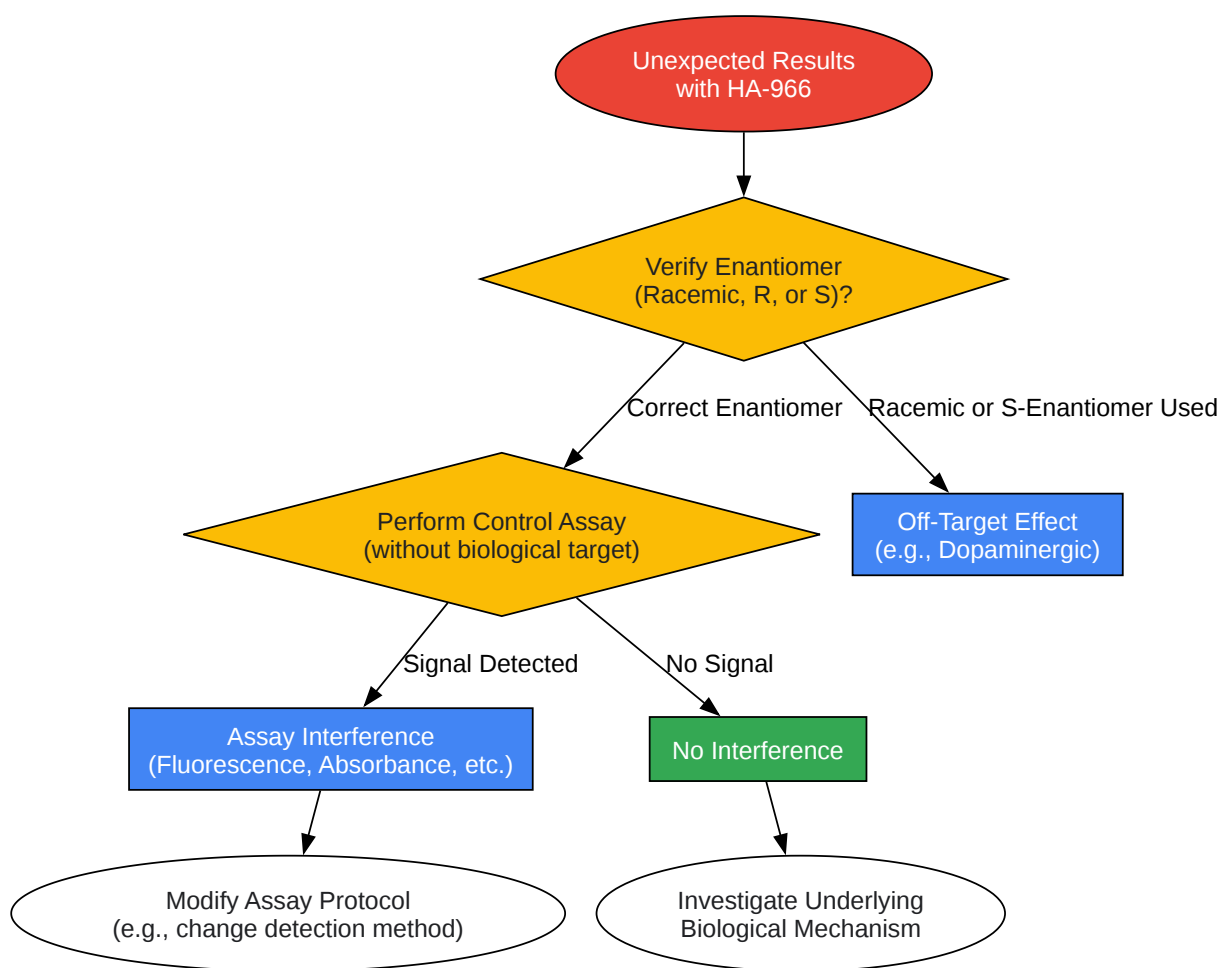 Unexpected Results
with HA-966
Verify Enantiomer
(Racemic, R, or S)?
Correct Enantiomer
Racemic or S-Enantiomer Used
Perform Control Assay
(without biological target)
Off-Target Effect
(e.g., Dopaminergic)
Signal Detected
No Signal
Assay Interference
(Fluorescence, Absorbance, etc.)
No Interference
Modify Assay Protocol
(e.g., change detection method)
Investigate Underlying
Biological Mechanism